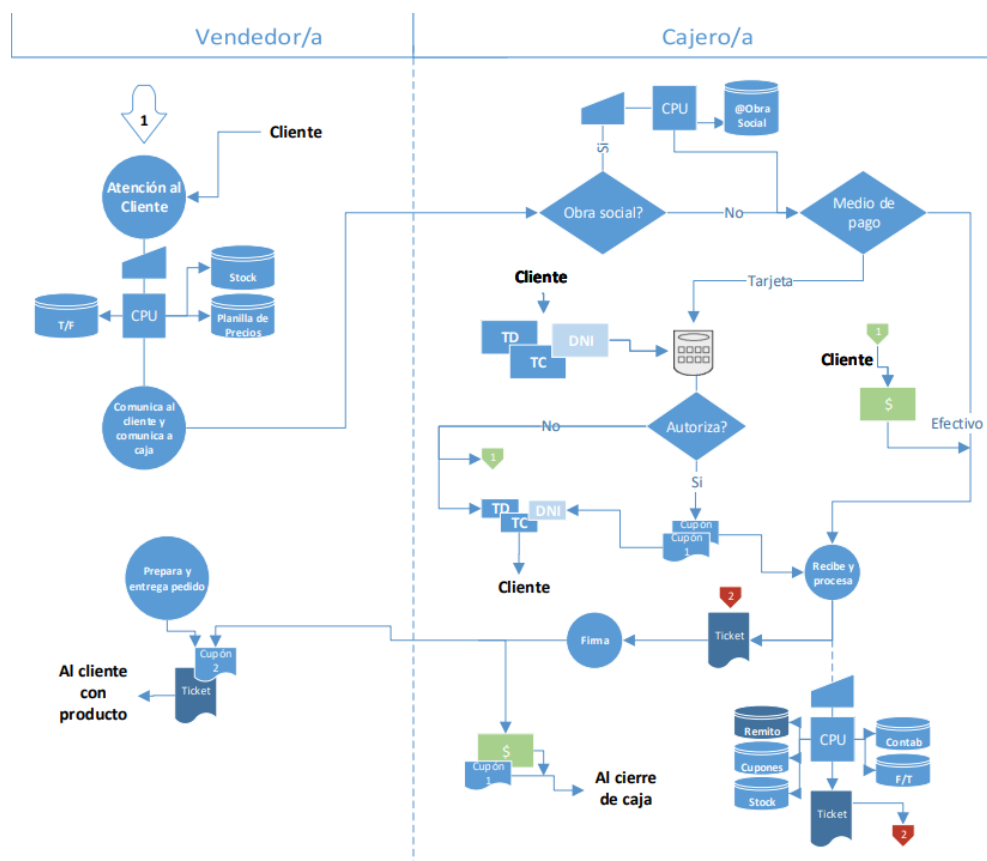 Vendedor/a
Cajero/a
1
Cliente
Atención al
Cliente
Stock
T/F
CPU
Planilla de
Precios
Comunica al
cliente y
comunica a
caja
CPU
@Obra
Social
Si
Obra social?
No
Medio de
pago
Tarjeta
Cliente
TD
TC
DNI
1
Cliente
$
Efectivo
Autoriza?
No
1
Si
TD
TC
DNI
Cupón
Cupón
1
Cliente
Recibe y
procesa
2
Ticket
Firma
Prepara y
entrega pedido
Cupón
2
Ticket
Al cliente
con
producto
$
Cupón
1
Al cierre
de caja
Remito
CPU
Contab
Cupones
F/T
Stock
Ticket
2